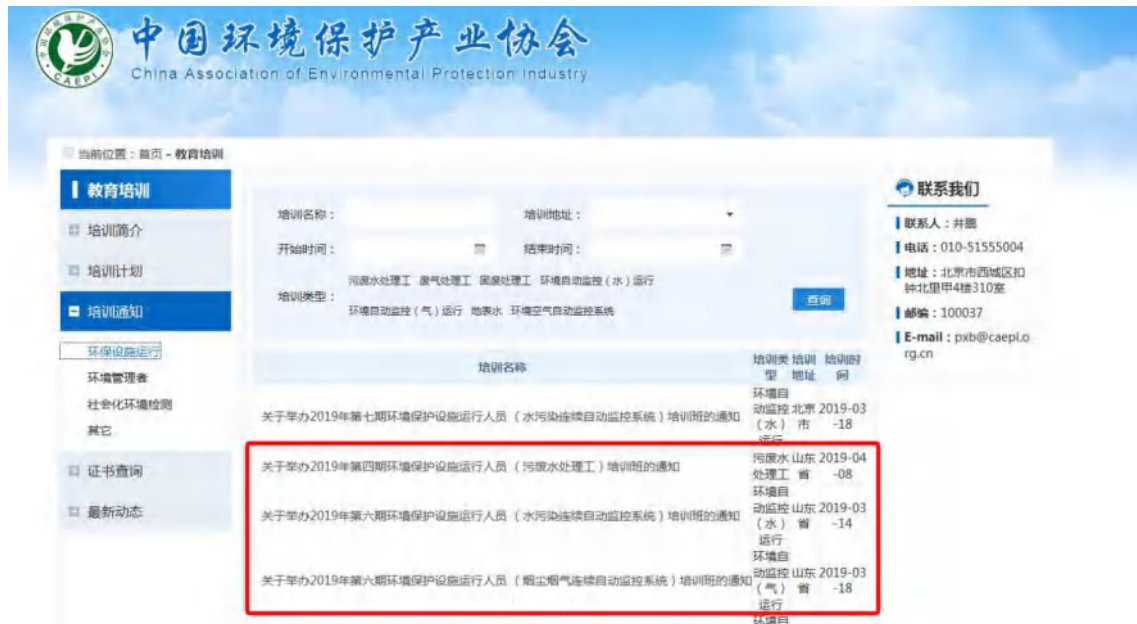 中国环境保护产业协会
China Association of Environmental Protection Industry
CAEPI
当前位置：首页 - 教育培训
教育培训
培训简介
培训计划
培训通知
环保设施运行
环境管理者
社会化环境检测
其它
证书查询
最新动态
培训名称：
培训地址：
开始时间：
结束时间：
培训类型：
污废水处理工 废气处理工 固废处理工 环境自动监控（水）运行
环境自动监控（气）运行 地表水 环境空气自动监控系统
查询
培训名称 培训类型 培训地址 培训时间
关于举办2019年第七期环境保护设施运行人员（水污染连续自动监控系统）培训班的通知 环境自动监控（水）运行 北京市 2019-03-18
关于举办2019年第四期环境保护设施运行人员（污废水处理工）培训班的通知 污废水处理工 山东省 2019-04-08
关于举办2019年第六期环境保护设施运行人员（水污染连续自动监控系统）培训班的通知 环境自动监控（水）运行 山东省 2019-03-14
关于举办2019年第六期环境保护设施运行人员（烟尘烟气连续自动监控系统）培训班的通知 环境自动监控（气）运行 山东省 2019-03-18
环境自
联系我们
联系人：井鹏
电话：010-51555004
地址：北京市西城区扣
钟北里甲4楼310室
邮编：100037
E-mail：pxb@caepi.o
rg.cn